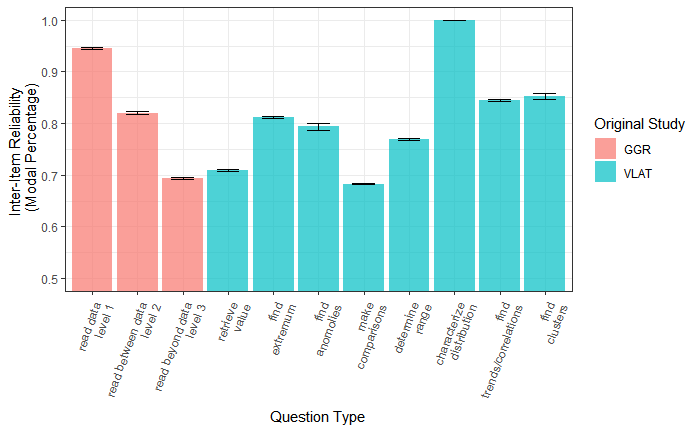 1.0
0.9
0.8
0.7
0.6
0.5
Inter-Item Reliability
(Modal Percentage)
read data
level 1
read between data
level 2
read beyond data
level 3
retrieve
value
find
extremum
find
anomolies
make
comparisons
determine
range
characterize
distribution
find
trends/correlations
find
clusters
Question Type
Original Study
GGR
VLAT